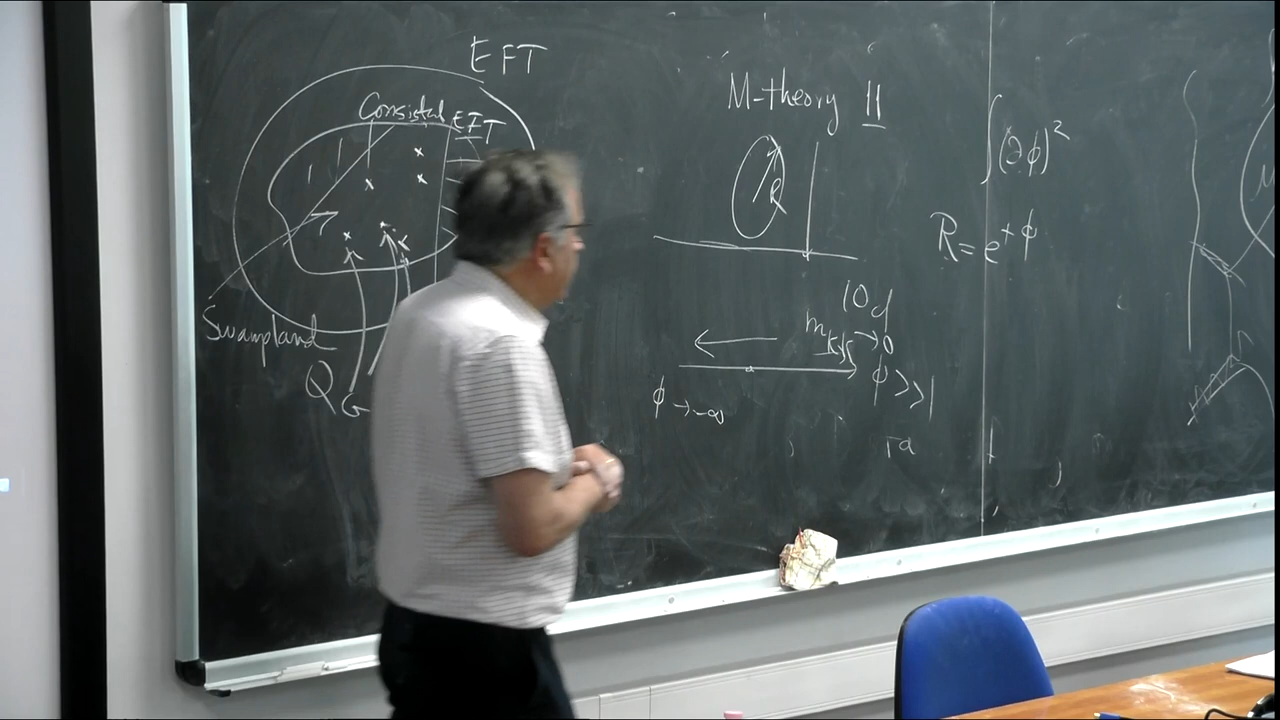 EFT
Consistent
EFT
Swampland
Q G
M-theory 11
R
10d
m_KK → 0
ϕ → -∞
ϕ >> 1
∫(∂ϕ)²
R = e^{+ϕ}